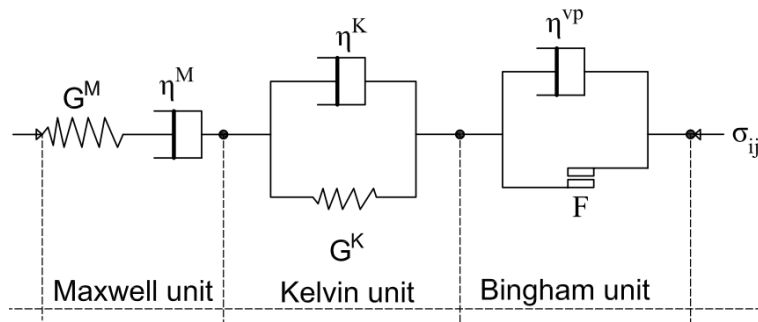 G^M
η^M
η^K
G^K
η^vp
F
σ_ij
Maxwell unit
Kelvin unit
Bingham unit